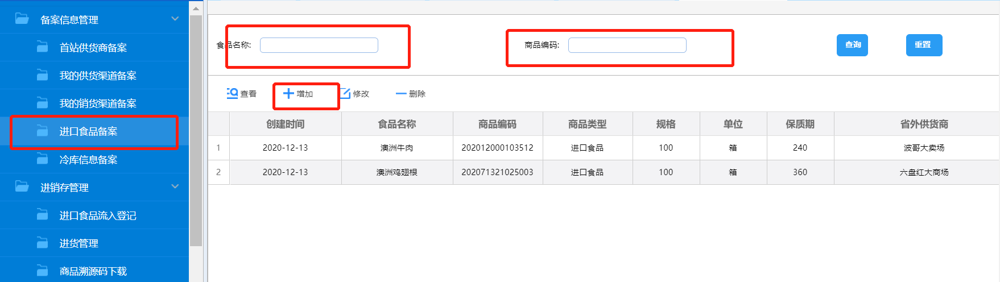 备案信息管理
首站供货商备案
我的供货渠道备案
我的销货渠道备案
进口食品备案
冷库信息备案
进销存管理
进口食品流入登记
进货管理
商品溯源码下载
食品名称: 商品编码: 查询 重置
查看 增加 修改 删除
创建时间 食品名称 商品编码 商品类型 规格 单位 保质期 省外供货商
1 2020-12-13 澳洲牛肉 202012000103512 进口食品 100 箱 240 波哥大卖场
2 2020-12-13 澳洲鸡翅根 202071321025003 进口食品 100 箱 360 六盘红大商场